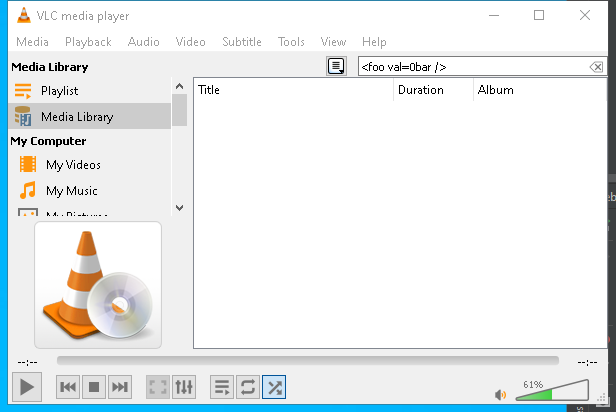 VLC media player
Media Playback Audio Video Subtitle Tools View Help
Media Library
<foo val=0bar />
Playlist
Title Duration Album
Media Library
My Computer
My Videos
My Music
My Pictures
--:-- --:--
61%